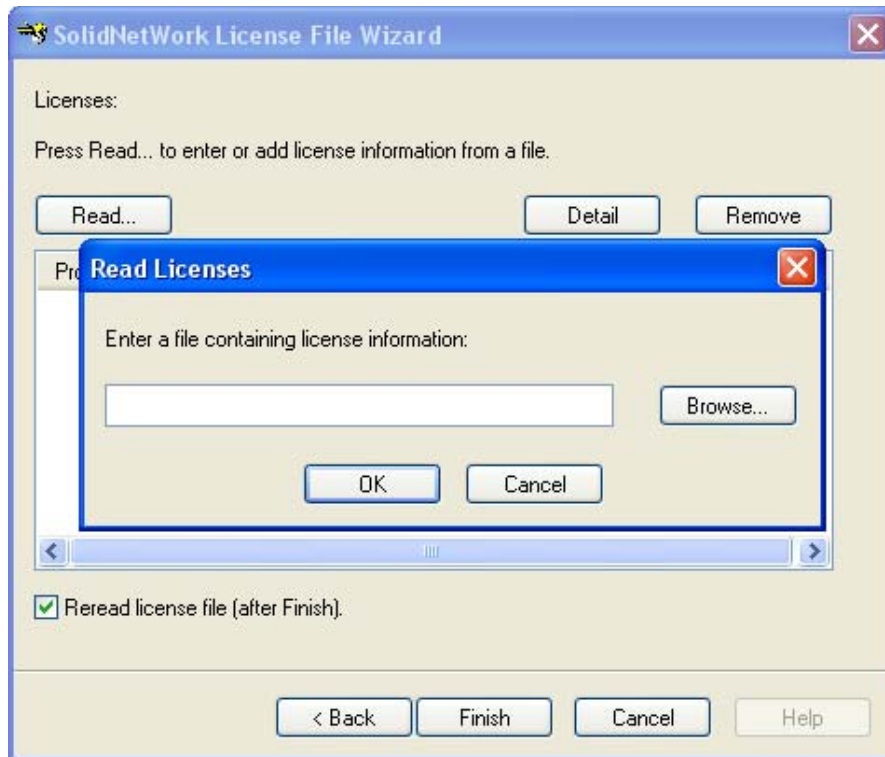 SolidNetWork License File Wizard
Licenses:
Press Read... to enter or add license information from a file.
Read... Detail Remove
Read Licenses
Enter a file containing license information:
Browse...
OK Cancel
Reread license file (after Finish).
< Back Finish Cancel Help